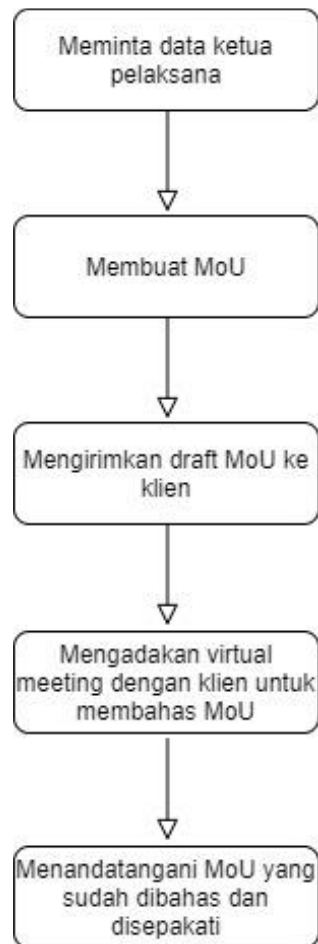 Meminta data ketua
pelaksana
Membuat MoU
Mengirimkan draft MoU ke
klien
Mengadakan virtual
meeting dengan klien untuk
membahas MoU
Menandatangani MoU yang
sudah dibahas dan
disepakati